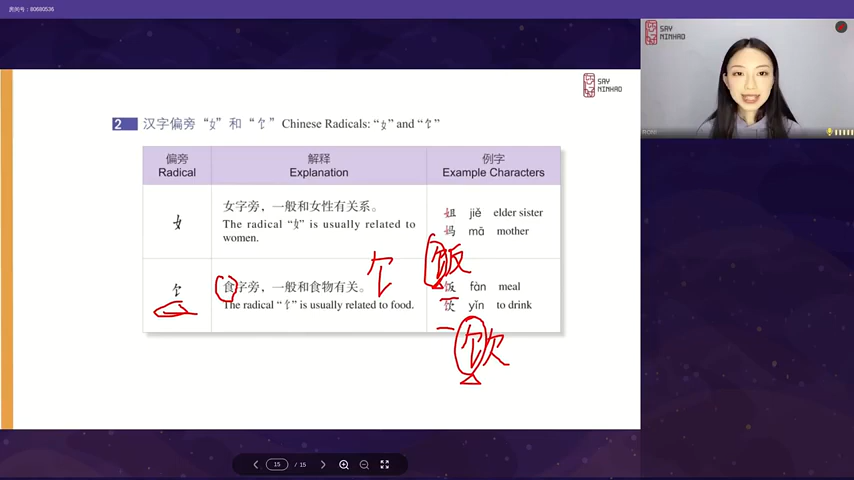 房间号：80680536
SAY
NINHAO
SAY
NINHAO
2 汉字偏旁“女”和“饣” Chinese Radicals: “女” and “饣”
偏旁
Radical
解释
Explanation
例字
Example Characters
女
女字旁，一般和女性有关系。
The radical “女” is usually related to
women.
姐 jiě elder sister
妈 mā mother
饣
食字旁，一般和食物有关。
The radical “饣” is usually related to food.
饭 fàn meal
饮 yǐn to drink
饣
饭
饮
15 / 15